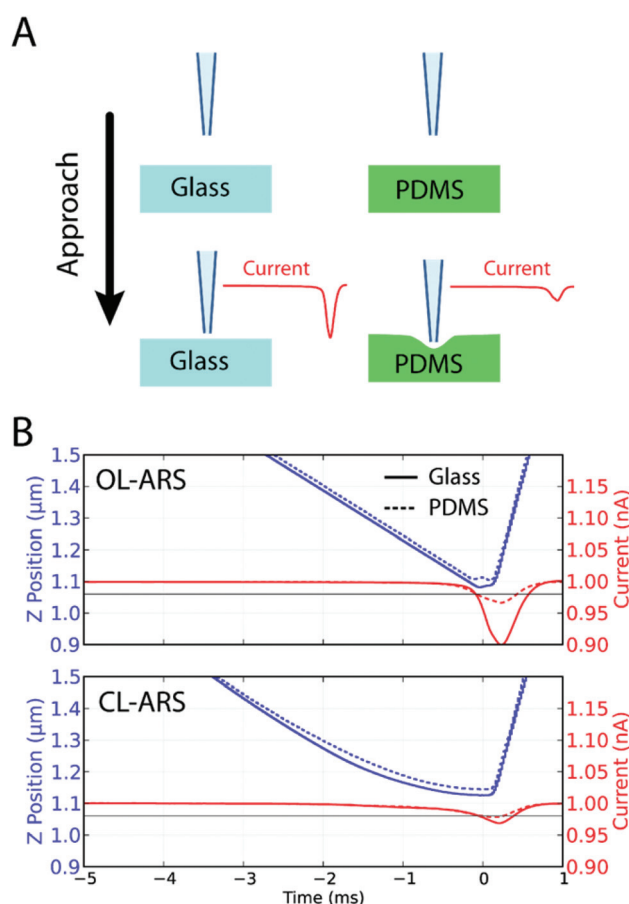 A
Approach
Glass
PDMS
Current
Current
Glass
PDMS
B
OL-ARS
Glass
PDMS
Z Position (μm)
1.5
1.4
1.3
1.2
1.1
1.0
0.9
1.15
1.10
1.05
1.00
0.95
0.90
Current (nA)
CL-ARS
Z Position (μm)
1.5
1.4
1.3
1.2
1.1
1.0
0.9
1.15
1.10
1.05
1.00
0.95
0.90
Current (nA)
−5 −4 −3 −2 −1 0 1
Time (ms)